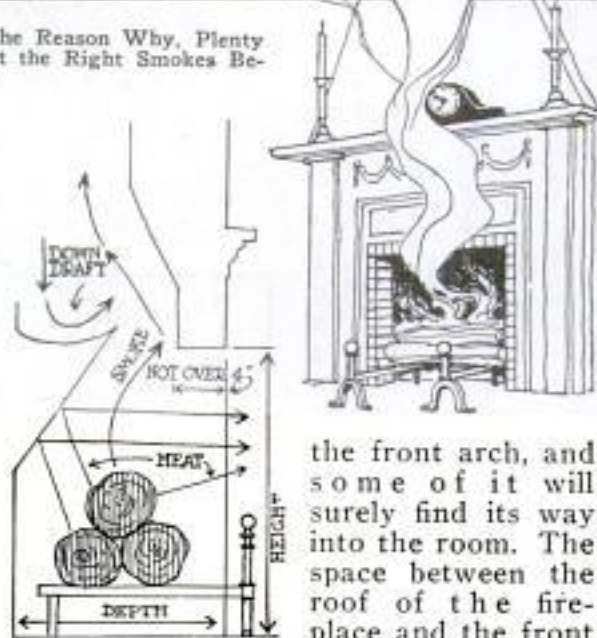 he Reason Why, Plenty
t the Right Smokes Be-
DOWN
DRAFT
SMOKE
NOT OVER 4"
HEAT
HEIGHT
DEPTH
the front arch, and
some of it will
surely find its way
into the room. The
space between the
roof of the fire-
place and the front